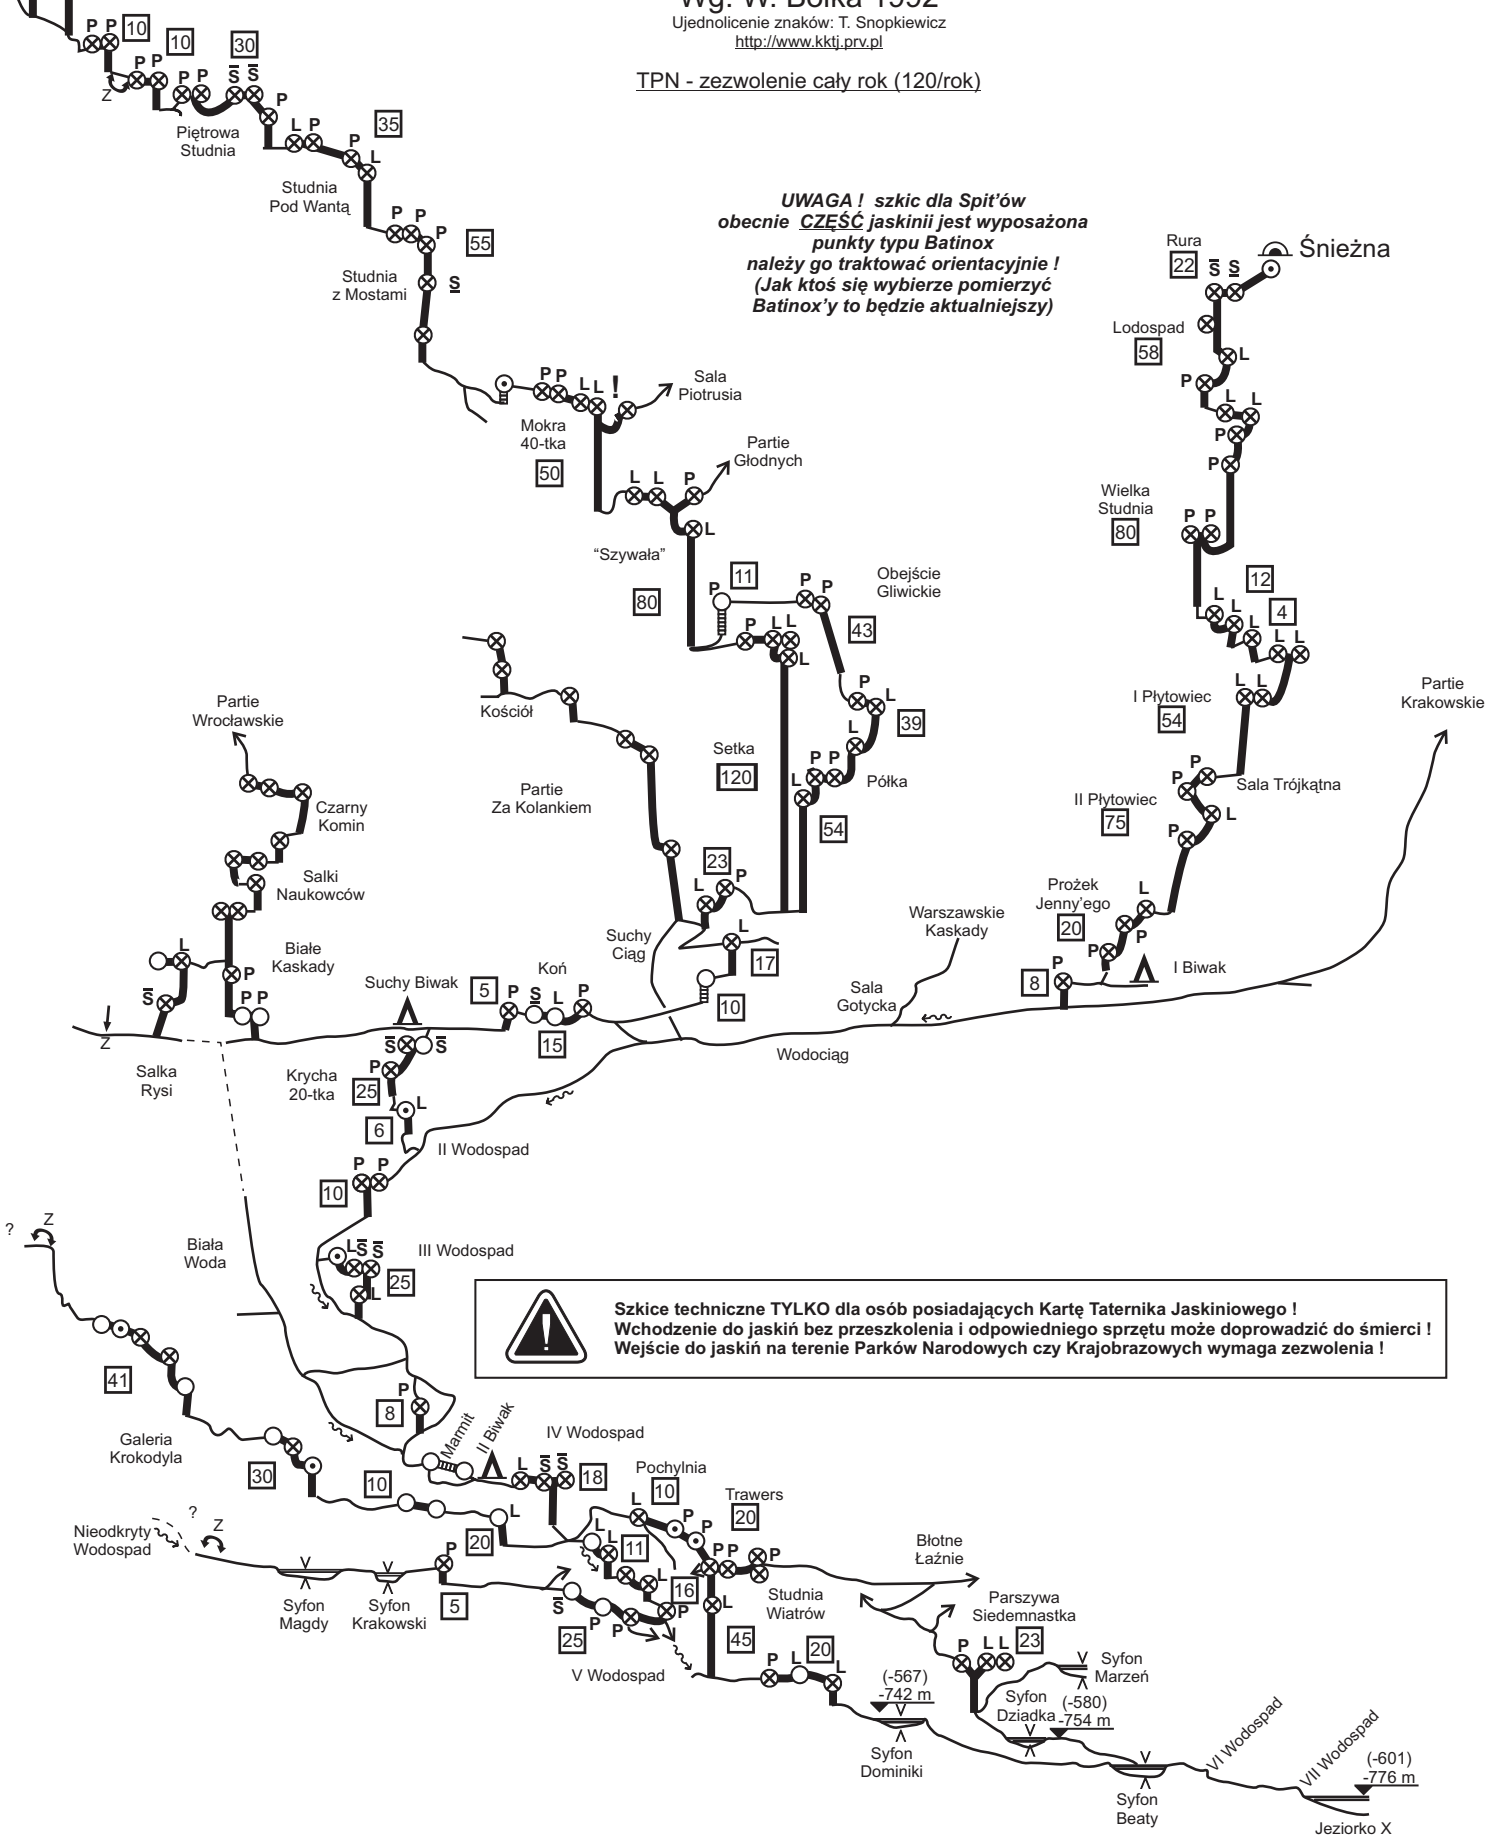 Wg. W. Bolka 1992
Ujednolicenie znaków: T. Snopkiewicz
http://www.kktj.prv.pl
TPN - zezwolenie cały rok (120/rok)
P P 10
10
30
P P
P P
S S
Z
P
Piętrowa
Studnia
L P
35
P
L
Studnia
Pod Wantą
P P
P
55
Studnia
z Mostami
S
UWAGA ! szkic dla Spit'ów
obecnie CZĘŚĆ jaskinii jest wyposażona
punkty typu Batinox
należy go traktować orientacyjnie !
(Jak ktoś się wybierze pomierzyć
Batinox'y to będzie aktualniejszy)
Rura
22
S S
Śnieżna
Lodospad
58
L
P
L
L
P
P
Wielka
Studnia
80
P P
12
L
L
4
L
L L
I Płytowiec
54
L L
P
P
Sala Trójkątna
II Płytowiec
75
L
P
Prożek
Jenny'ego
20
L
P
P
I Biwak
8
P
Partie
Krakowskie
P P
L L !
Sala
Piotrusia
Mokra
40-tka
50
Partie
Głodnych
L L P
L
“Szywała”
80
11
P
P P
Obejście
Gliwickie
43
P L L
L
P
L
39
L
Setka
120
P P
L
Półka
54
Kościół
Partie
Za Kolankiem
23
L
P
Suchy
Ciąg
L
17
10
Warszawskie
Kaskady
Sala
Gotycka
Wodociąg
Partie
Wrocławskie
Czarny
Komin
Salki
Naukowców
L
Białe
Kaskady
P
S
P P
Z
Salka
Rysi
Suchy Biwak
5
Koń
P S L P
15
S
S
Krycha
20-tka
P
25
L
6
II Wodospad
P P
10
? Z
Biała
Woda
L S S
III Wodospad
25
L
Szkice techniczne TYLKO dla osób posiadających Kartę Taternika Jaskiniowego !
Wchodzenie do jaskiń bez przeszkolenia i odpowiedniego sprzętu może doprowadzić do śmierci !
Wejście do jaskiń na terenie Parków Narodowych czy Krajobrazowych wymaga zezwolenia !
!
41
P
8
Galeria
Krokodyla
Marmit
II Biwak
IV Wodospad
L S S
18
30
10
Pochylnia
10
Trawers
20
L
P
P
P P
P
? Z
Nieodkryty
Wodospad
L
20
L
L
11
L
16
P
Błotne
Łaźnie
P
Syfon
Magdy
Syfon
Krakowski
5
S
P
P
25
V Wodospad
Studnia
Wiatrów
L
45
P L
20
L
Parszywa
Siedemnastka
P L L
23
Syfon
Marzeń
(-567)
-742 m
Syfon
Dominiki
Syfon
Dziadka
(-580)
-754 m
Syfon
Beaty
VI Wodospad
VII Wodospad
(-601)
-776 m
Jeziorko X